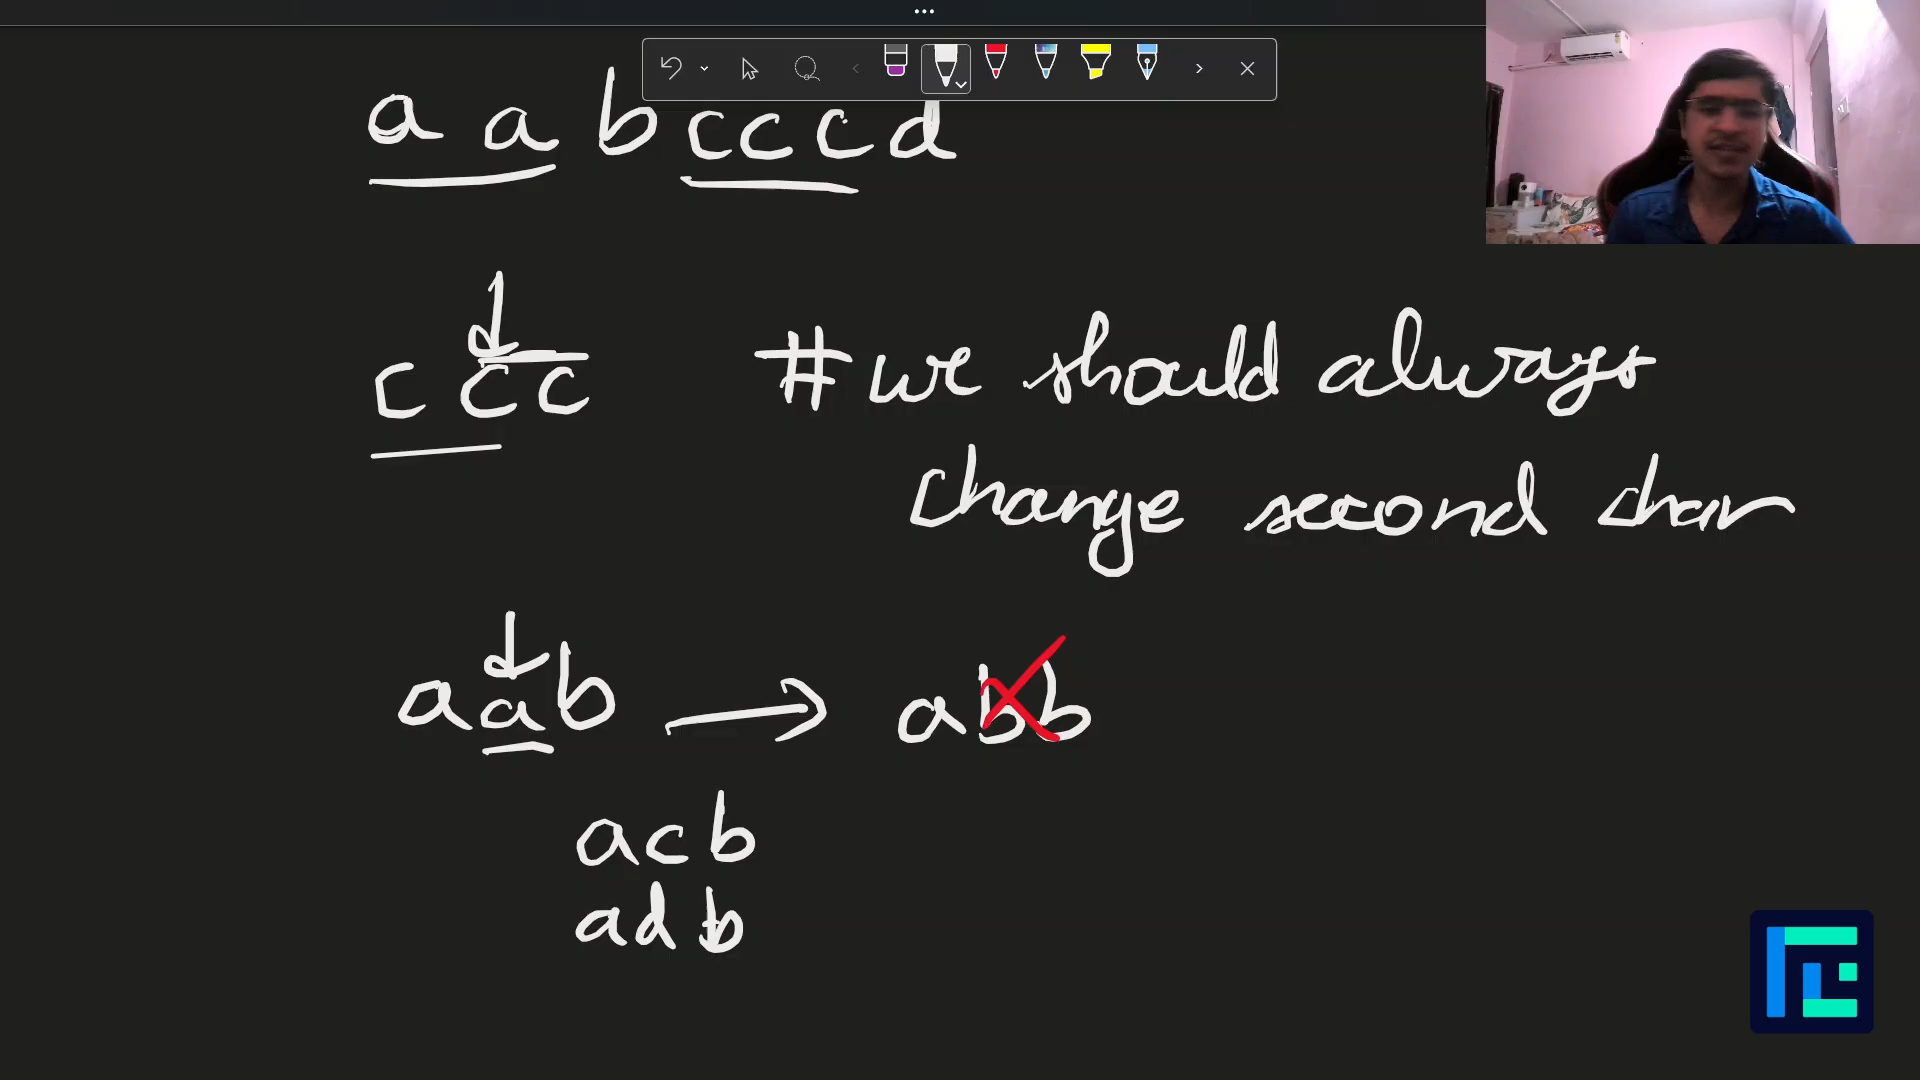 a a b c c c d
c c c # we should always
change second char
a a b → a b b
a c b
a d b